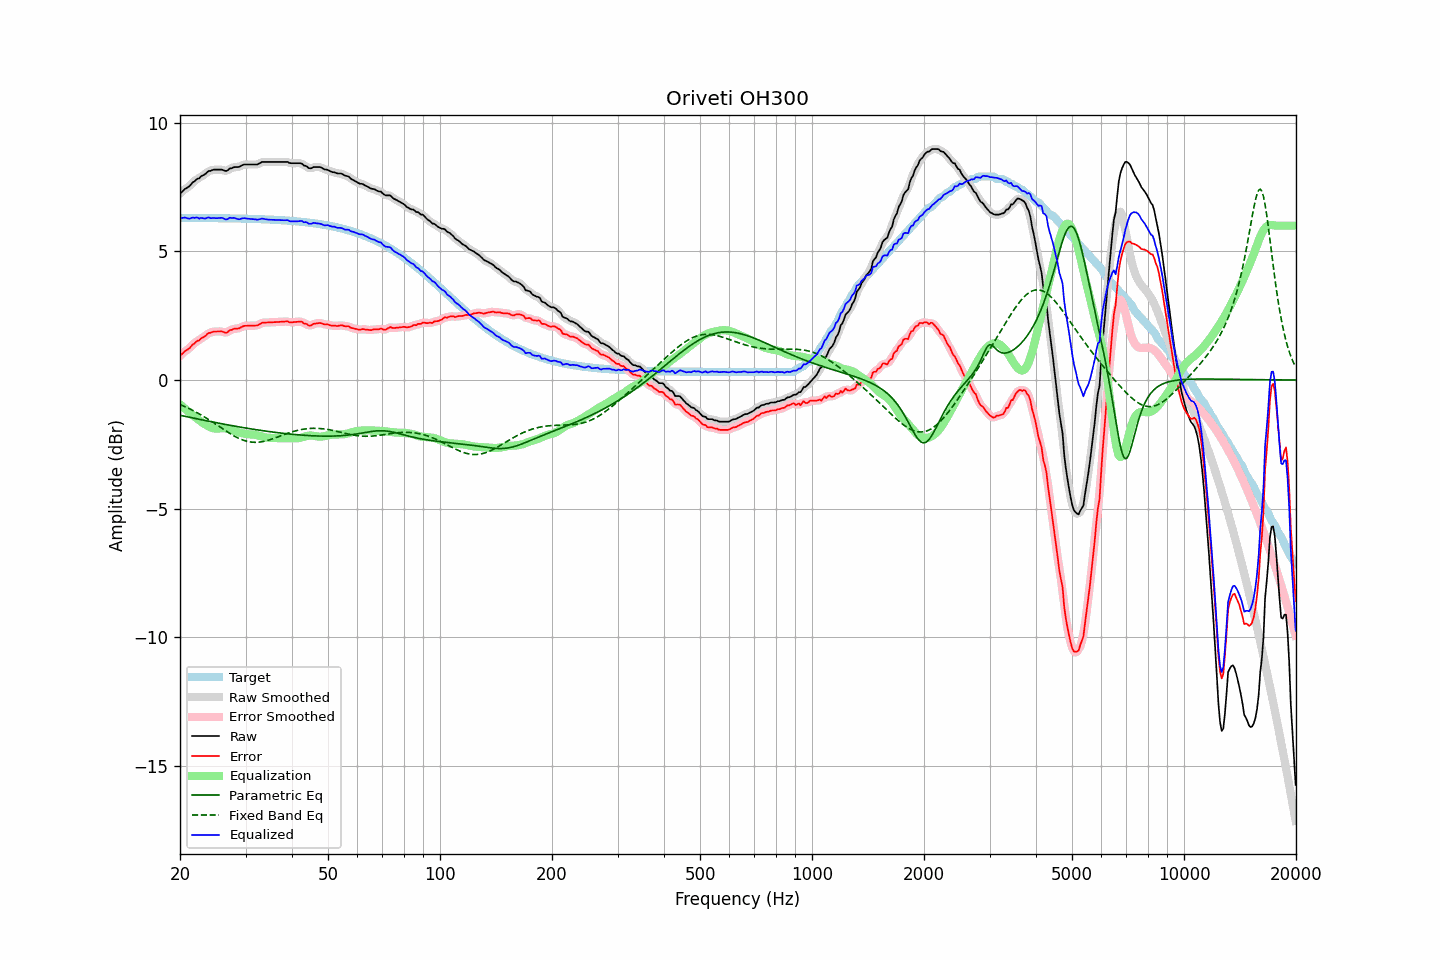 Oriveti OH300
10
5
0
−5
−10
−15
Amplitude (dBr)
Target
Raw Smoothed
Error Smoothed
Raw
Error
Equalization
Parametric Eq
Fixed Band Eq
Equalized
20 50 100 200 500 1000 2000 5000 10000 20000
Frequency (Hz)